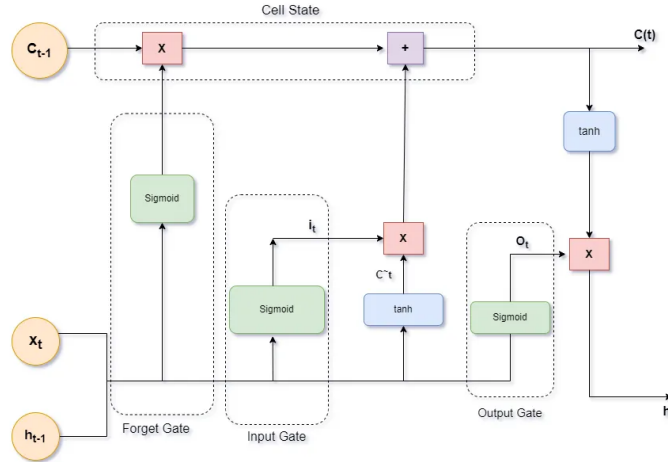 Cell State
C(t)
Ct-1
X
+
tanh
Sigmoid
it
Ot
X
X
C~t
Sigmoid
tanh
Sigmoid
xt
ht-1
h
Forget Gate
Input Gate
Output Gate